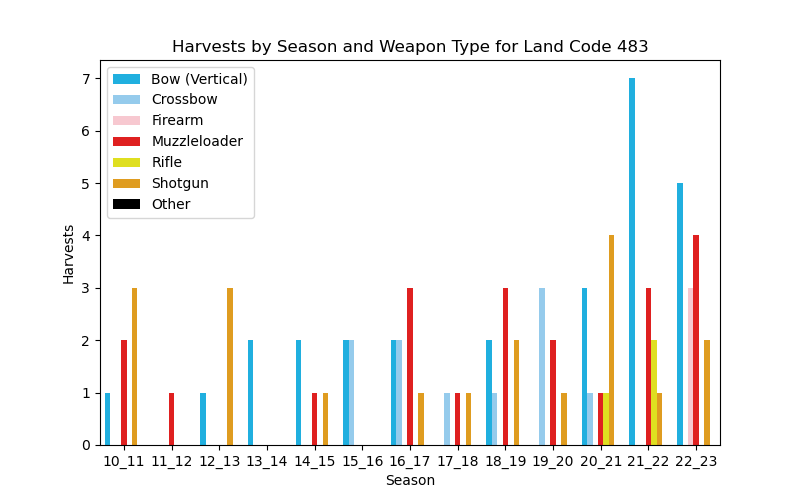 Harvests by Season and Weapon Type for Land Code 483
7
6
5
4
3
2
1
0
Harvests
Bow (Vertical)
Crossbow
Firearm
Muzzleloader
Rifle
Shotgun
Other
10_11 11_12 12_13 13_14 14_15 15_16 16_17 17_18 18_19 19_20 20_21 21_22 22_23
Season